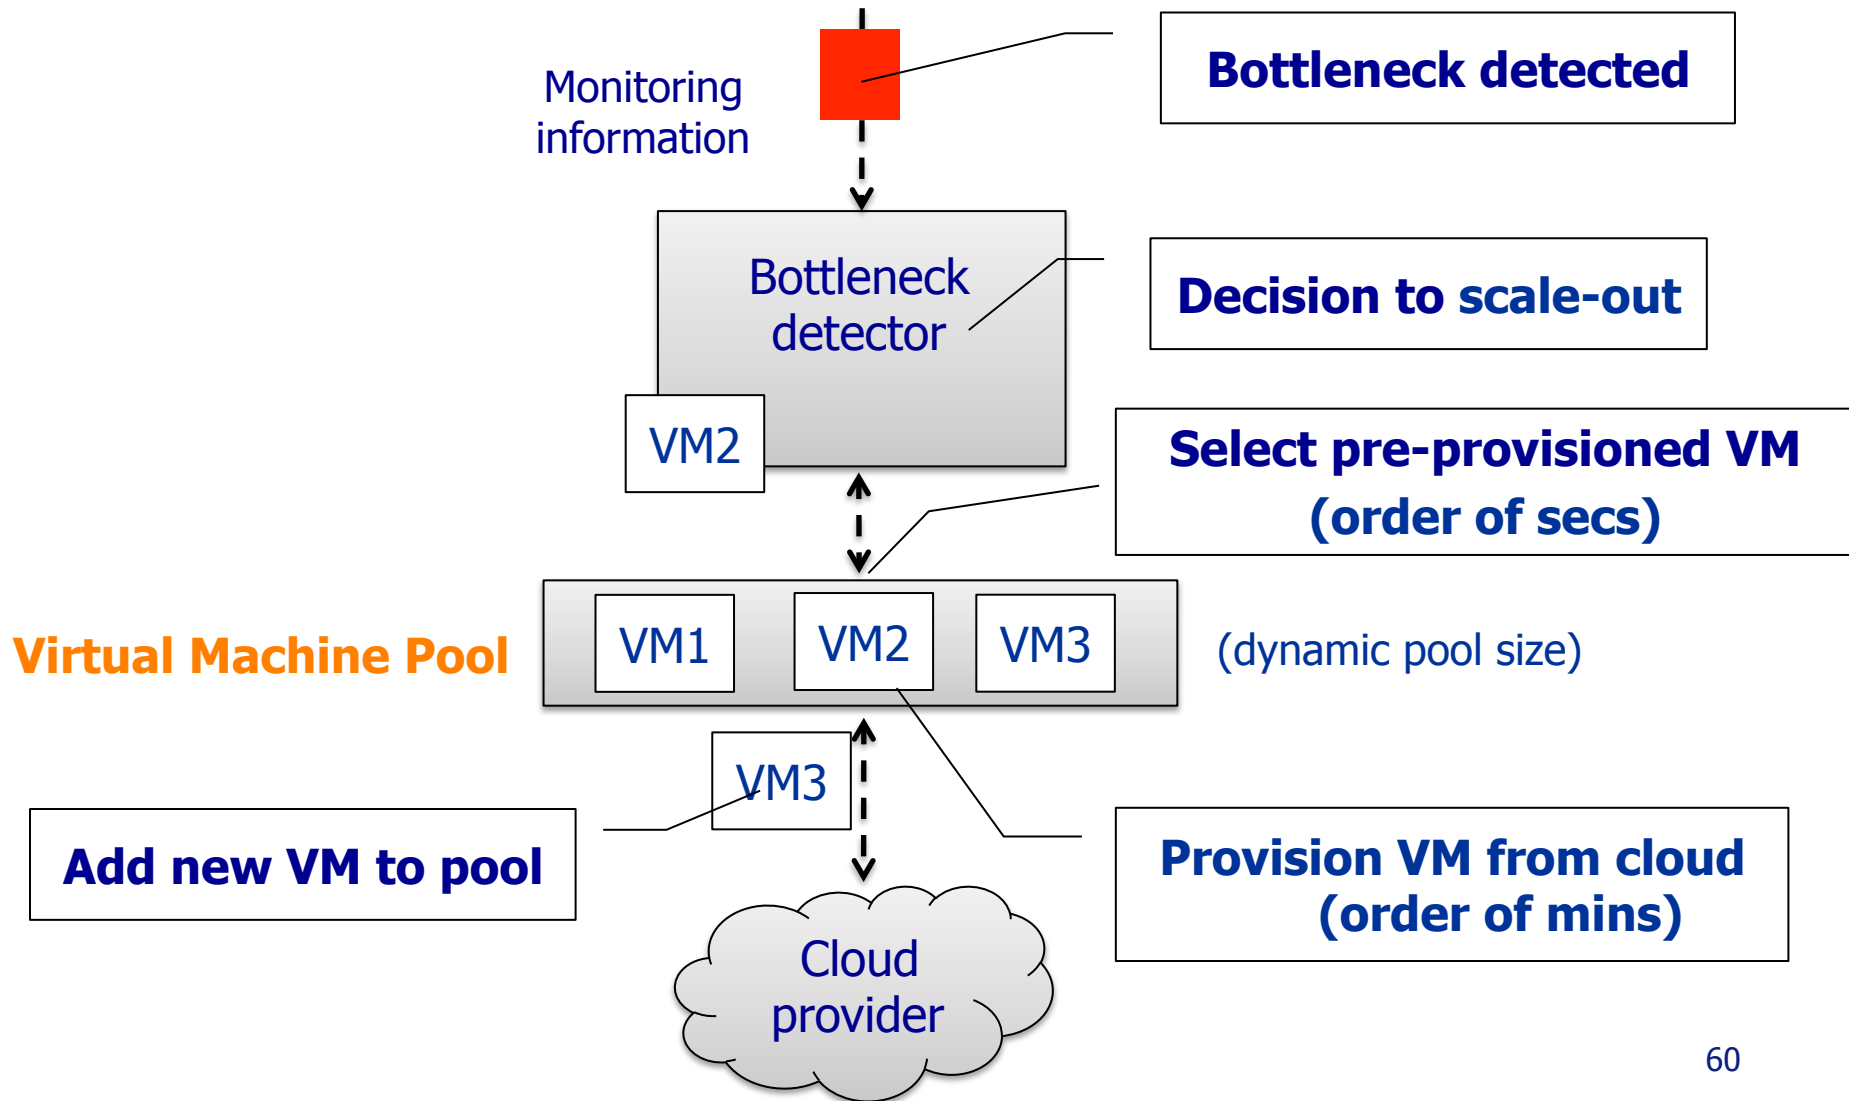 Monitoring
information
Bottleneck detected
Bottleneck
detector
Decision to scale-out
VM2
Select pre-provisioned VM
(order of secs)
Virtual Machine Pool
VM1
VM2
VM3
(dynamic pool size)
VM3
Add new VM to pool
Provision VM from cloud
(order of mins)
Cloud
provider
60